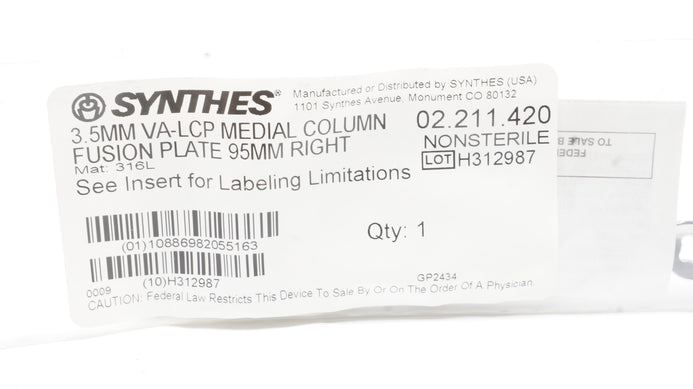 SYNTHES®
Manufactured or Distributed by SYNTHES (USA)
1101 Synthes Avenue, Monument CO 80132
3.5MM VA-LCP MEDIAL COLUMN
FUSION PLATE 95MM RIGHT
Mat: 316L
02.211.420
NONSTERILE
LOT H312987
See Insert for Labeling Limitations
(01)10886982055163
Qty: 1
(10)H312987
0009
GP2434
CAUTION: Federal Law Restricts This Device To Sale By Or On The Order Of A Physician.
FEDER
TO SALE B